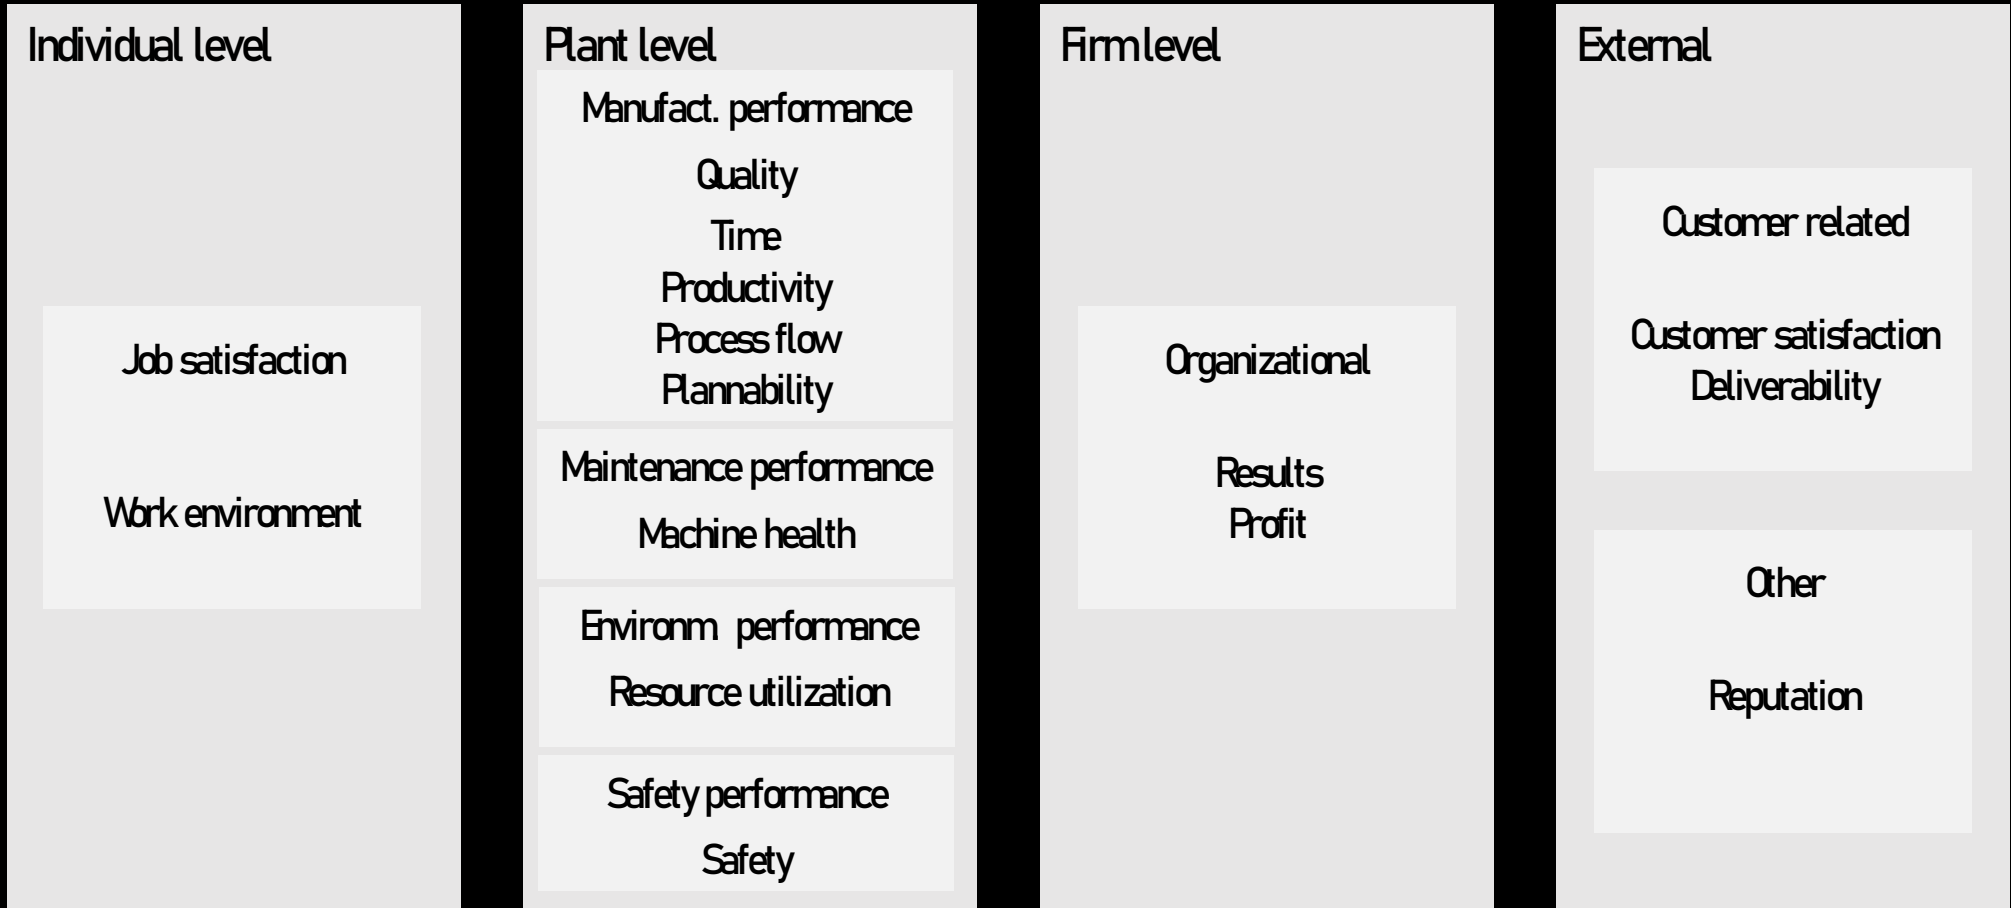 Individual level
Job satisfaction
Work environment
Plant level
Manufact. performance
Quality
Time
Productivity
Process flow
Plannability
Maintenance performance
Machine health
Environm. performance
Resource utilization
Safety performance
Safety
Firm level
Organizational
Results
Profit
External
Customer related
Customer satisfaction
Deliverability
Other
Reputation